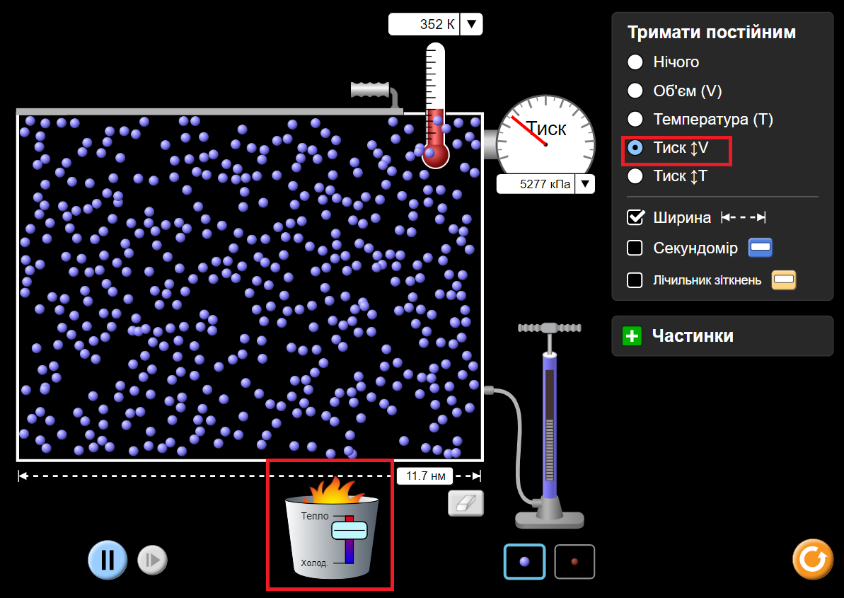 352 К
Тиск
5277 кПа
Тримати постійним
Нічого
Об'єм (V)
Температура (T)
Тиск ↕V
Тиск ↕T
Ширина
Секундомір
Лічильник зіткнень
Частинки
11.7 нм
Тепло
Холод.